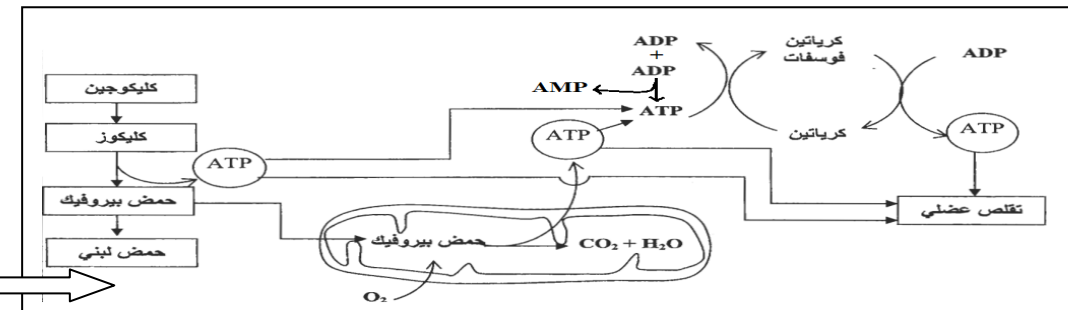 كليكوجين
كليكوز
ATP
حمض بيروفيك
حمض لبني
حمض بيروفيك
CO₂ + H₂O
O₂
ATP
ADP
+
ADP
AMP
ATP
كرياتين
فوسفات
كرياتين
ADP
ATP
تقلص عضلي